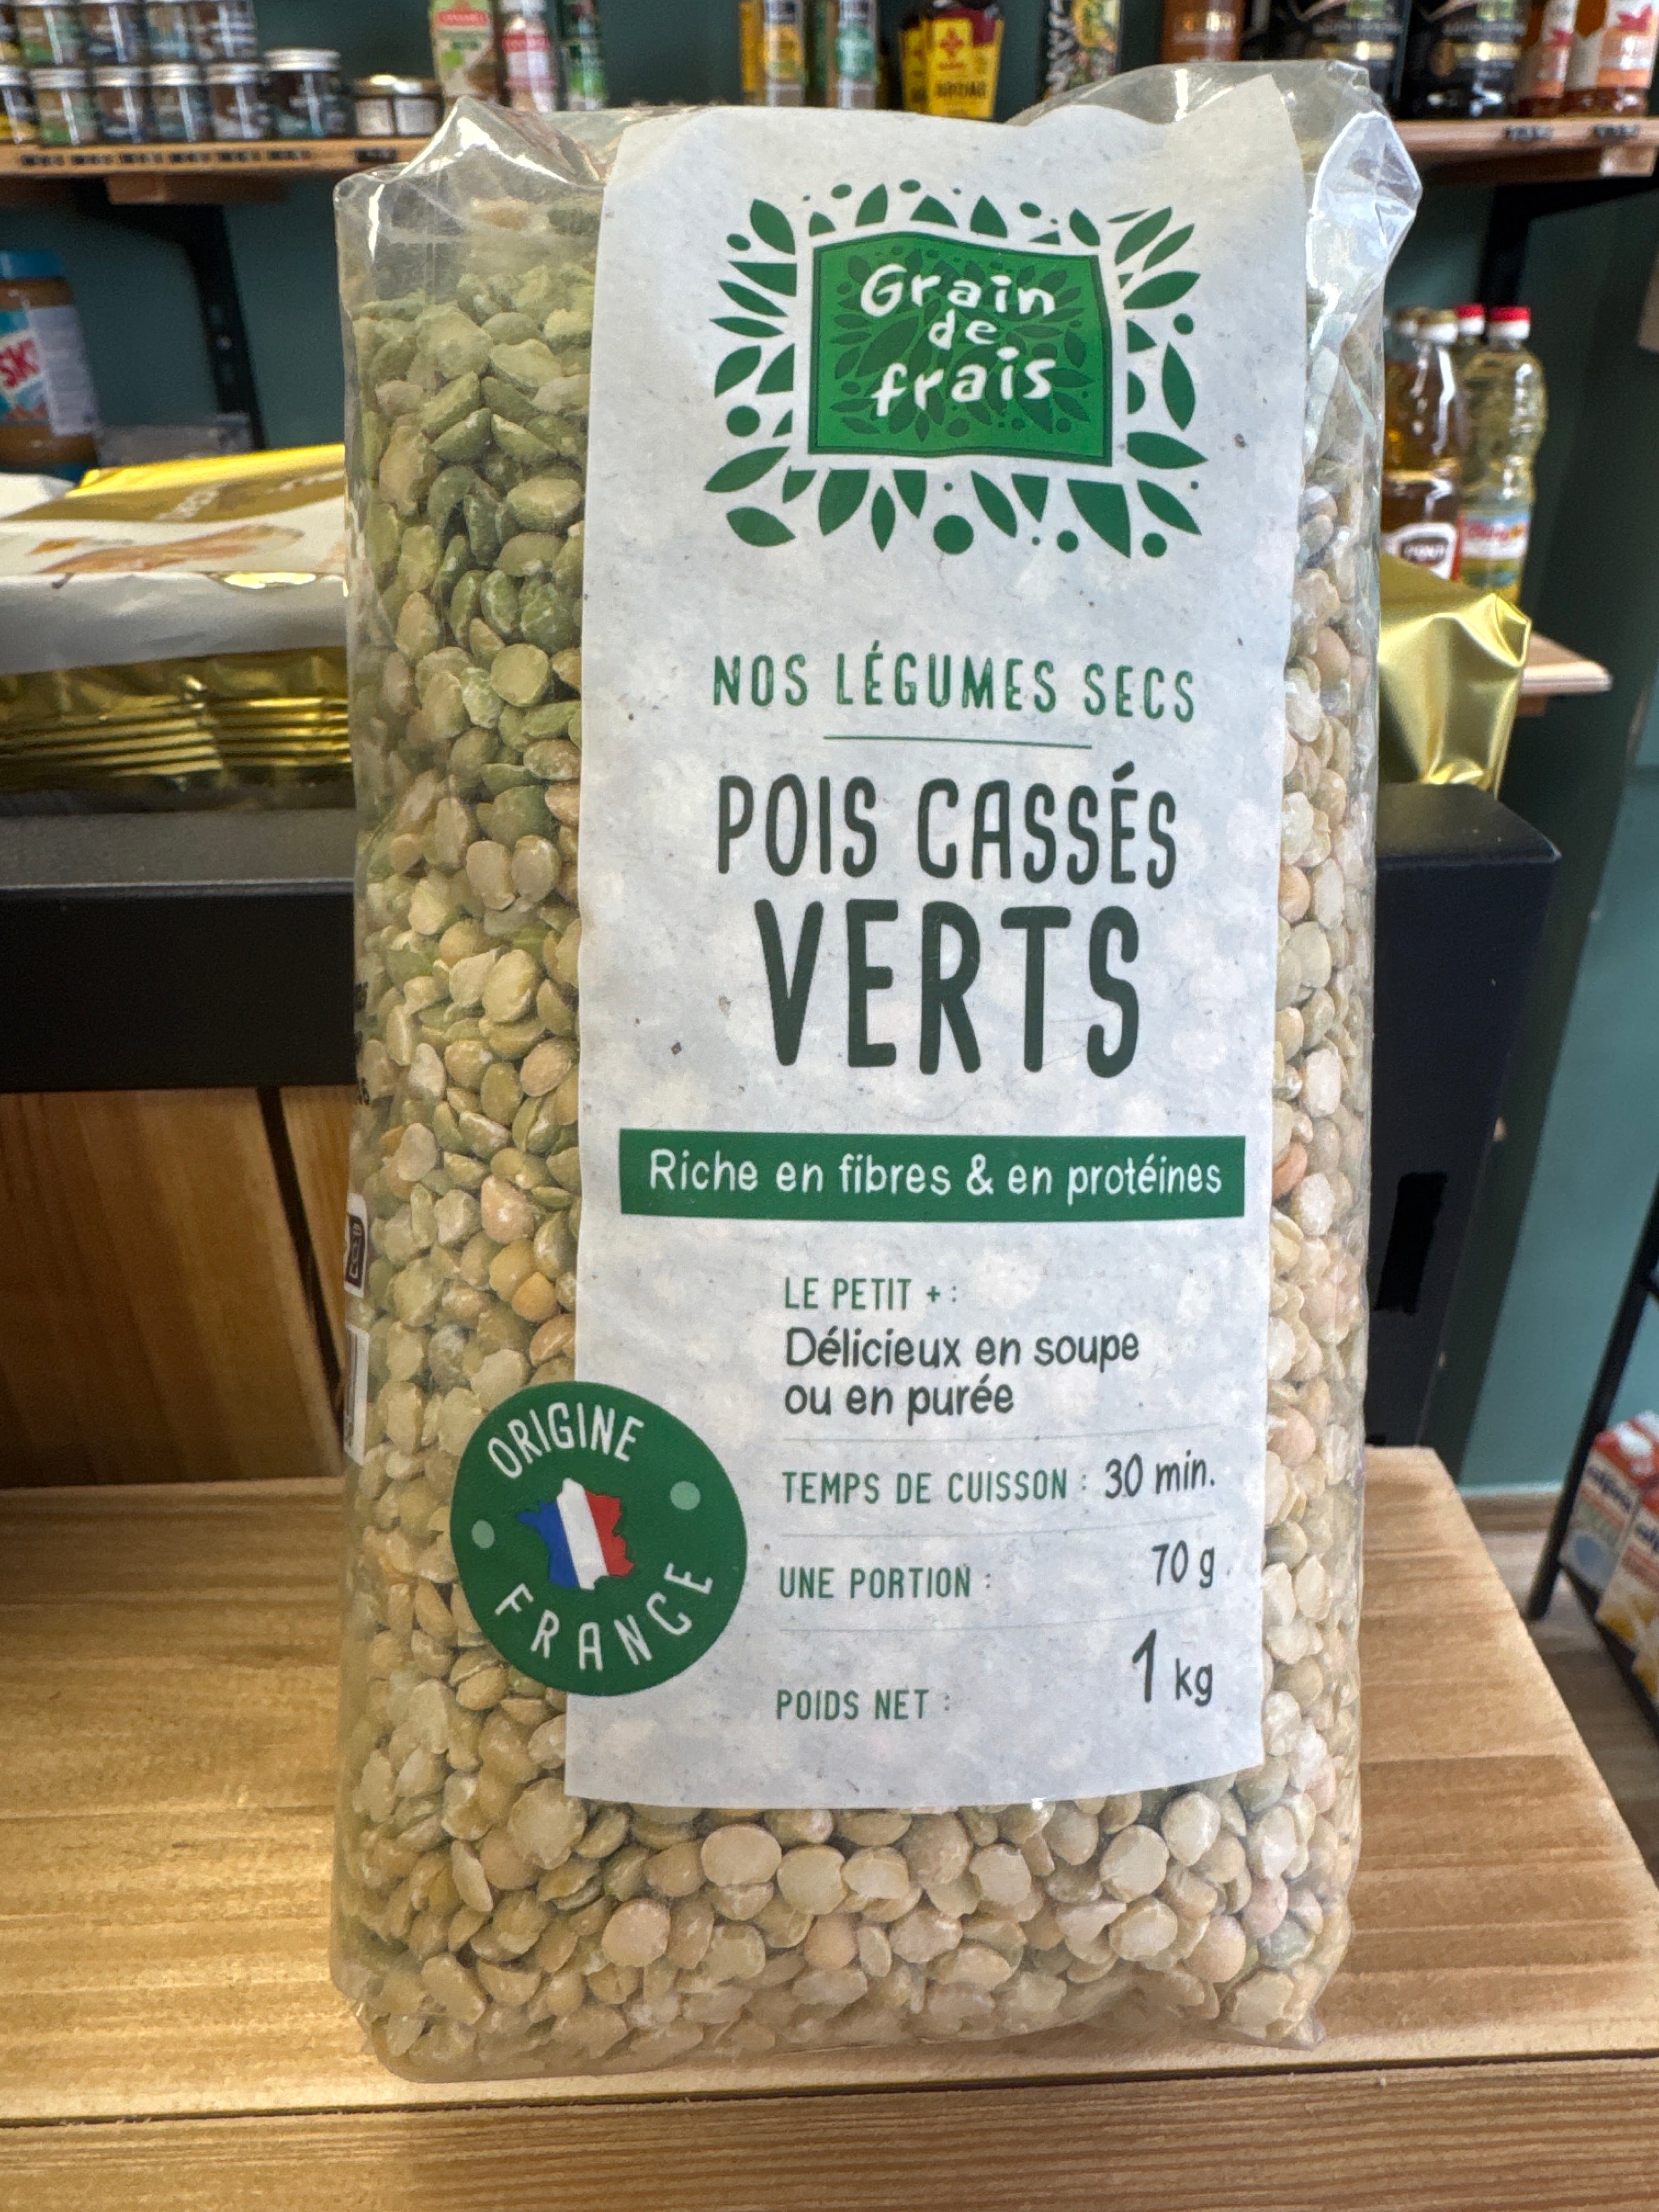 Grain
de
frais
NOS LÉGUMES SECS
POIS CASSÉS
VERTS
Riche en fibres & en protéines
LE PETIT + :
Délicieux en soupe
ou en purée
TEMPS DE CUISSON : 30 min.
UNE PORTION : 70 g
POIDS NET : 1 kg
ORIGINE
FRANCE